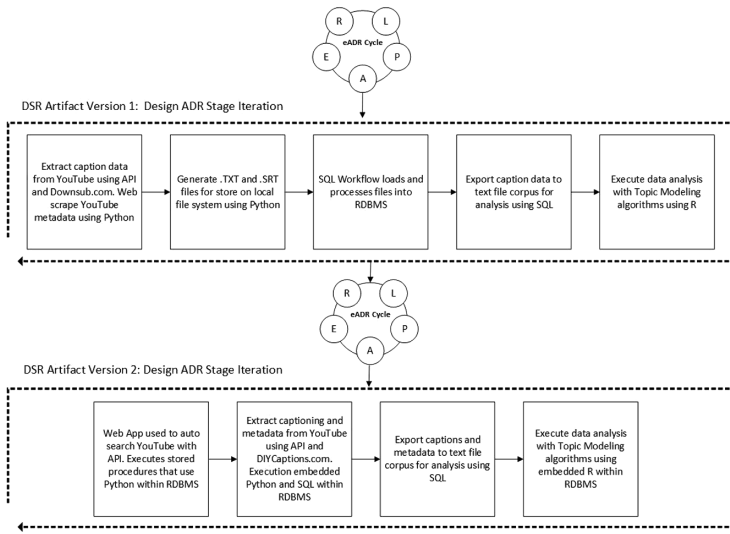 R
L
eADR Cycle
E
P
A
DSR Artifact Version 1:  Design ADR Stage Iteration
Extract caption data
from YouTube using API
and Downsub.com. Web
scrape YouTube
metadata using Python
Generate .TXT and .SRT
files for store on local
file system using Python
SQL Workflow loads and
processes files into
RDBMS
Export caption data to
text file corpus for
analysis using SQL
Execute data analysis
with Topic Modeling
algorithms using R
R
L
eADR Cycle
E
P
A
DSR Artifact Version 2: Design ADR Stage Iteration
Web App used to auto
search YouTube with
API. Executes stored
procedures that use
Python within RDBMS
Extract captioning and
metadata from YouTube
using API and
DIYCaptions.com.
Execution embedded
Python and SQL within
RDBMS
Export captions and
metadata to text file
corpus for analysis using
SQL
Execute data analysis
with Topic Modeling
algorithms using
embedded R within
RDBMS